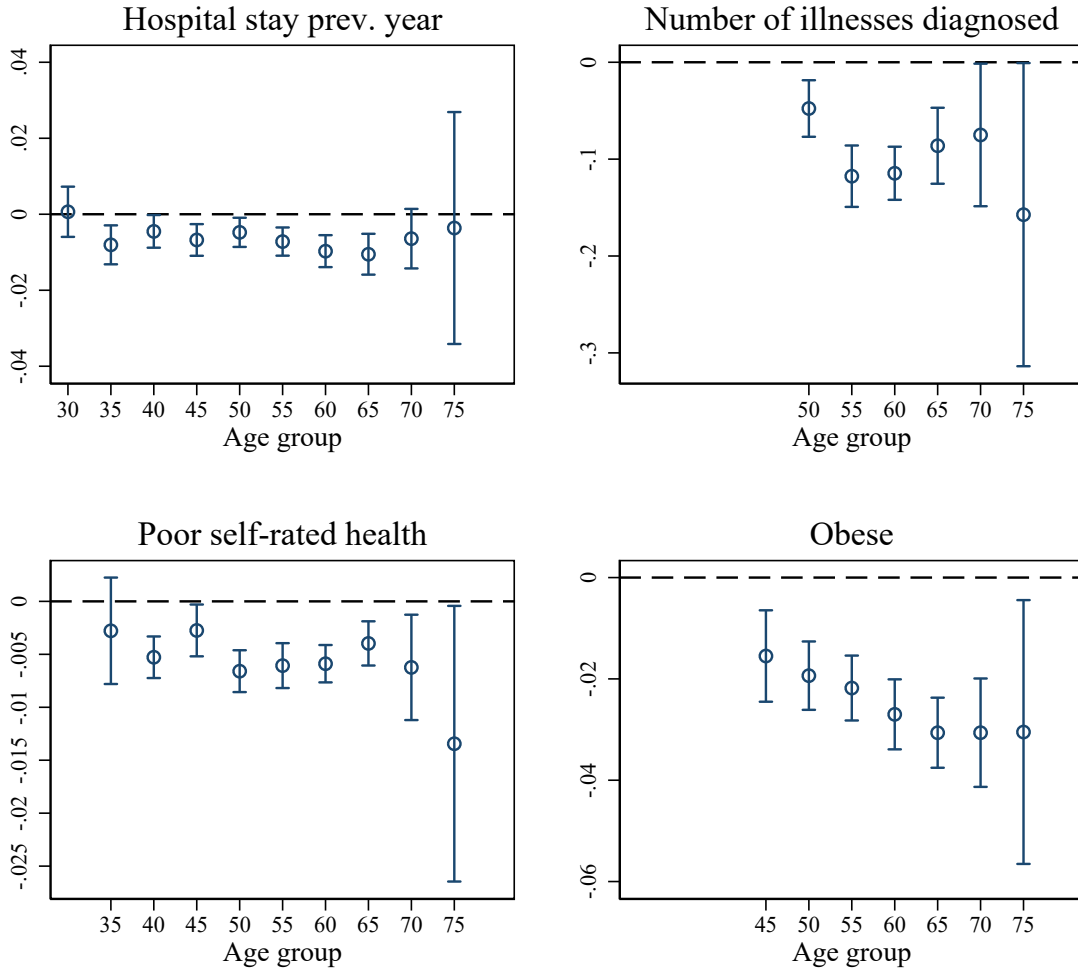 Hospital stay prev. year
.04
.02
0
-.02
-.04
30 35 40 45 50 55 60 65 70 75
Age group
Number of illnesses diagnosed
0
-.1
-.2
-.3
50 55 60 65 70 75
Age group
Poor self-rated health
0
-.005
-.01
-.015
-.02
-.025
35 40 45 50 55 60 65 70 75
Age group
Obese
0
-.02
-.04
-.06
45 50 55 60 65 70 75
Age group